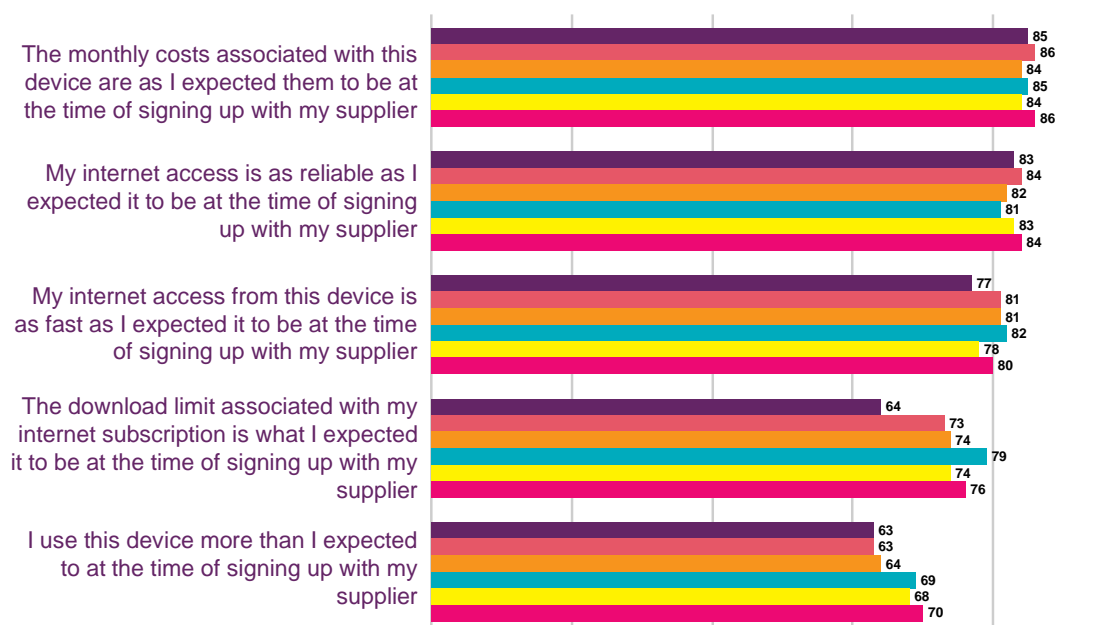 The monthly costs associated with this
device are as I expected them to be at
the time of signing up with my supplier
85
86
84
85
84
86
My internet access is as reliable as I
expected it to be at the time of signing
up with my supplier
83
84
82
81
83
84
My internet access from this device is
as fast as I expected it to be at the time
of signing up with my supplier
77
81
81
82
78
80
The download limit associated with my
internet subscription is what I expected
it to be at the time of signing up with my
supplier
64
73
74
79
74
76
I use this device more than I expected
to at the time of signing up with my
supplier
63
63
64
69
68
70